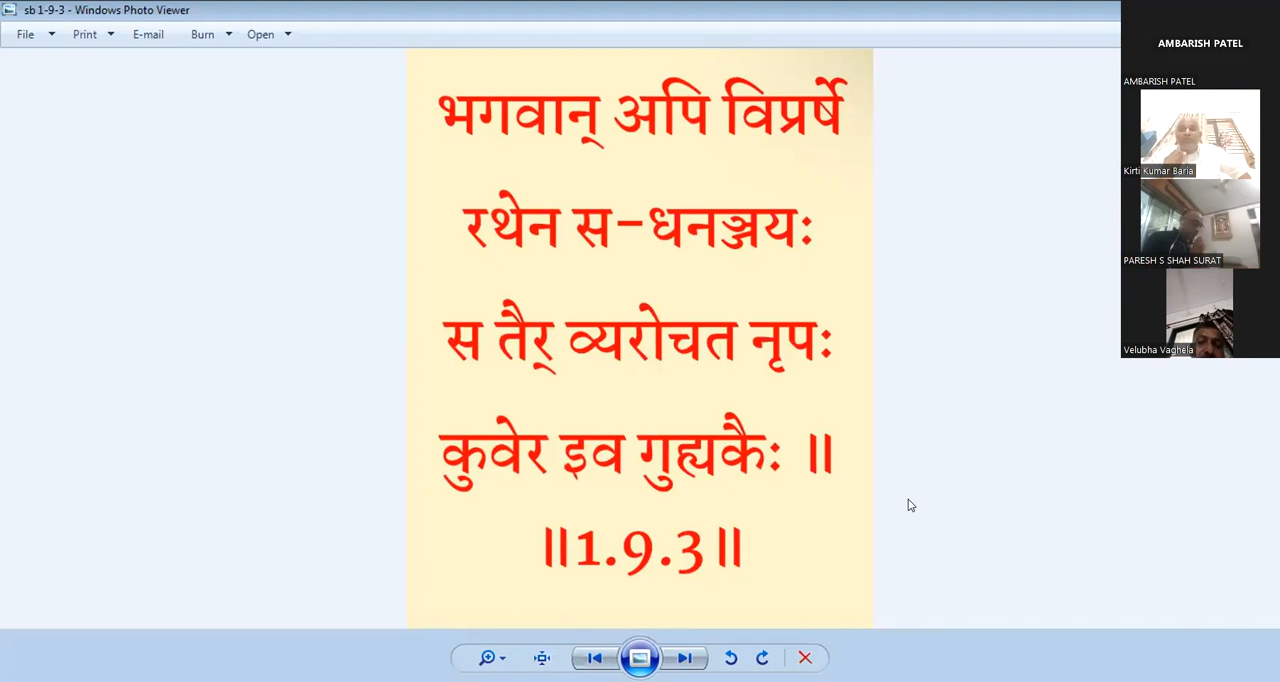 sb 1-9-3 - Windows Photo Viewer
File Print E-mail Burn Open
भगवान् अपि विप्रर्षे
रथेन स-धनञ्जयः
स तैर् व्यरोचत नृपः
कुवेर इव गुह्यकैः ॥
॥1.9.3॥
AMBARISH PATEL
AMBARISH PATEL
Kirti Kumar Baria
PARESH S SHAH SURAT
Velubha Vaghela